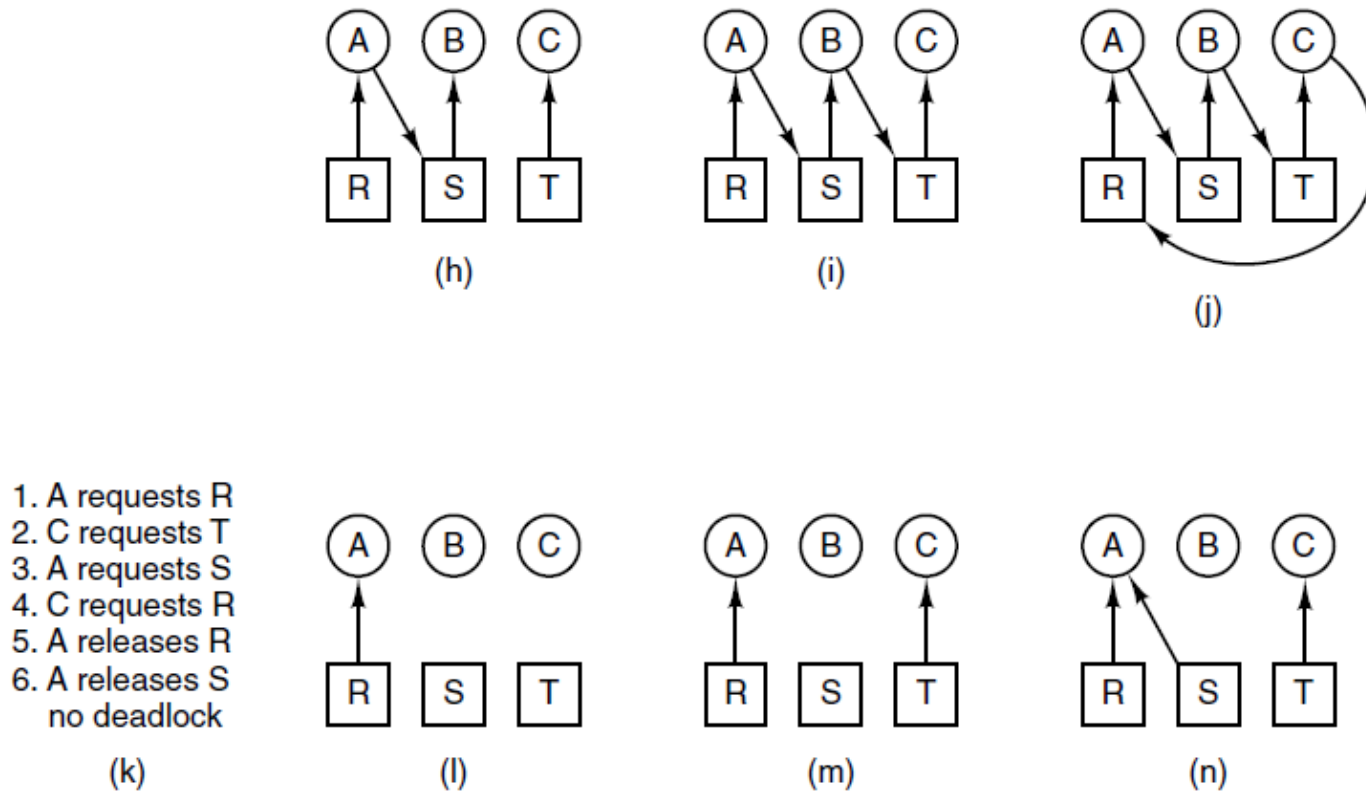 A B C A B C A B C
R S T R S T R S T
(h) (i) (j)
1. A requests R
2. C requests T
3. A requests S
4. C requests R
5. A releases R
6. A releases S
no deadlock
(k)
A B C A B C A B C
R S T R S T R S T
(l) (m) (n)